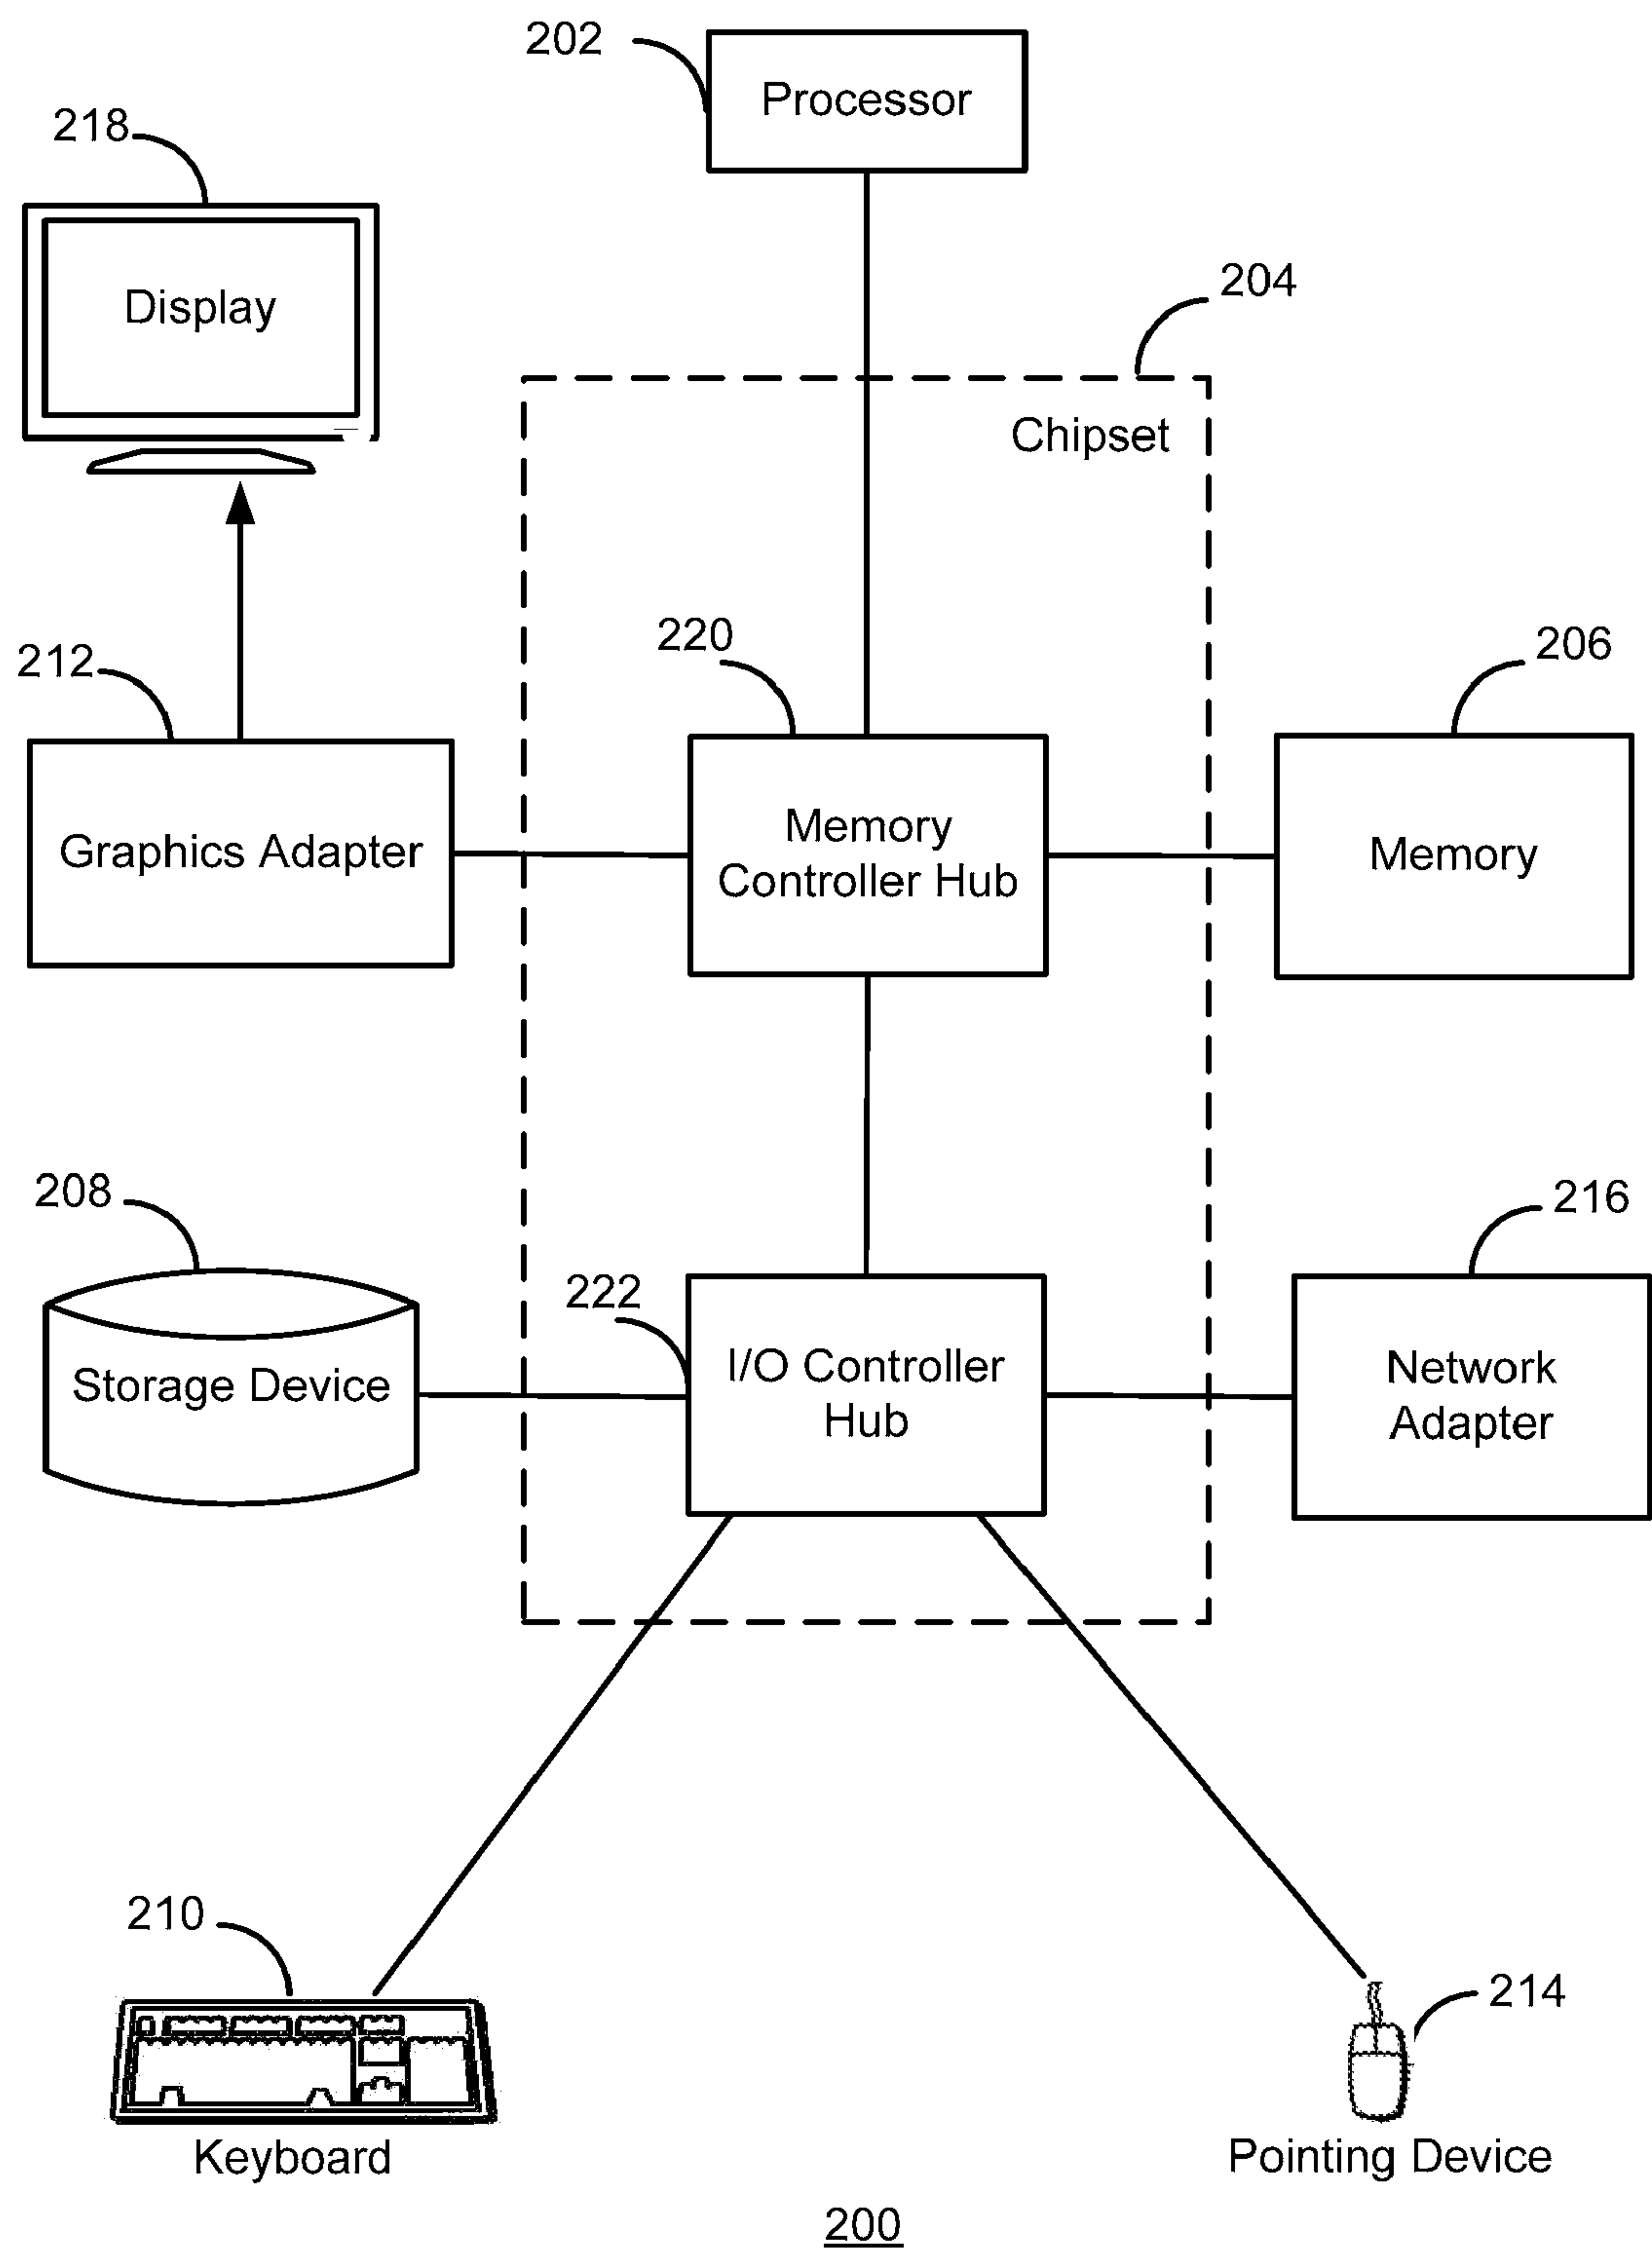 202
Processor
218
Display
204
Chipset
220
206
212
Memory
Controller Hub
Graphics Adapter
Memory
208
216
222
I/O Controller
Hub
Storage Device
Network
Adapter
210
214
Keyboard
Pointing Device
200